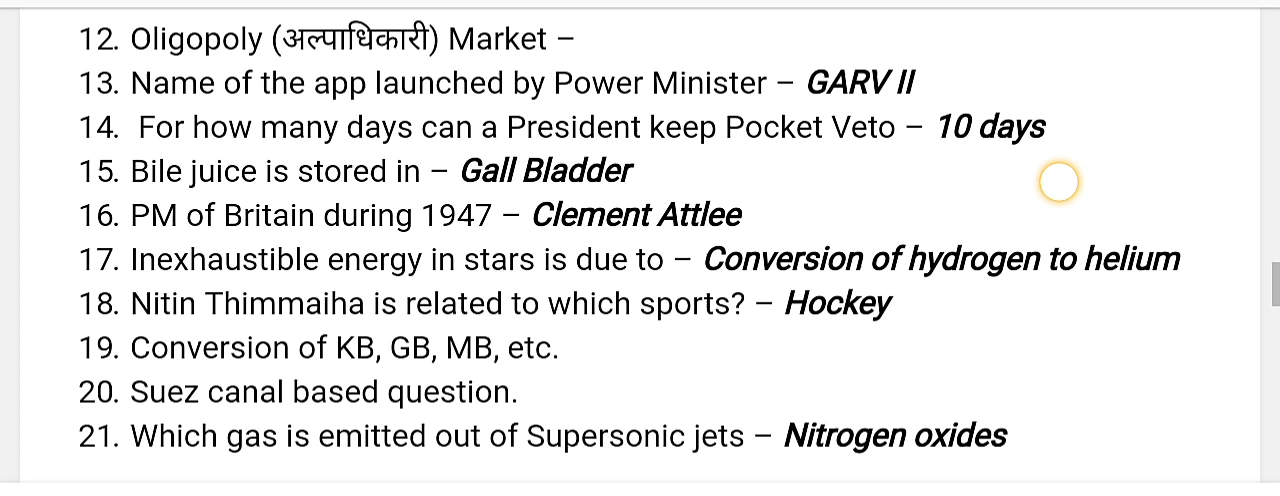 12. Oligopoly (अल्पाधिकारी) Market –
13. Name of the app launched by Power Minister – GARV II
14. For how many days can a President keep Pocket Veto – 10 days
15. Bile juice is stored in – Gall Bladder
16. PM of Britain during 1947 – Clement Attlee
17. Inexhaustible energy in stars is due to – Conversion of hydrogen to helium
18. Nitin Thimmaiha is related to which sports? – Hockey
19. Conversion of KB, GB, MB, etc.
20. Suez canal based question.
21. Which gas is emitted out of Supersonic jets – Nitrogen oxides